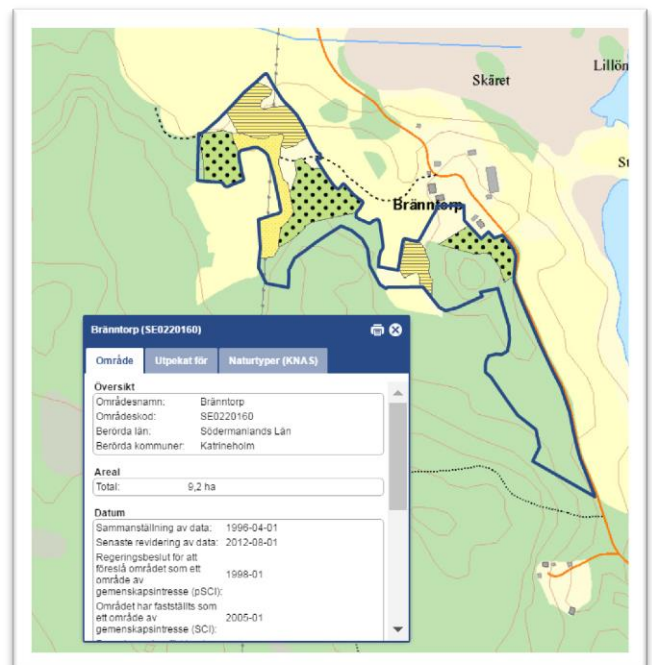 Skäret
Lillön
Bränntorp
Bränntorp (SE0220160)
Område Utpekat för Naturtyper (KNAS)
Översikt
Områdesnamn: Bränntorp
Områdeskod: SE0220160
Berörda län: Södermanlands Län
Berörda kommuner: Katrineholm
Areal
Total: 9,2 ha
Datum
Sammanställning av data: 1996-04-01
Senaste revidering av data: 2012-08-01
Regeringsbeslut för att
föreslå området som ett
område av 1998-01
gemenskapsintresse (pSCI):
Området har fastställts som
ett område av 2005-01
gemenskapsintresse (SCI):